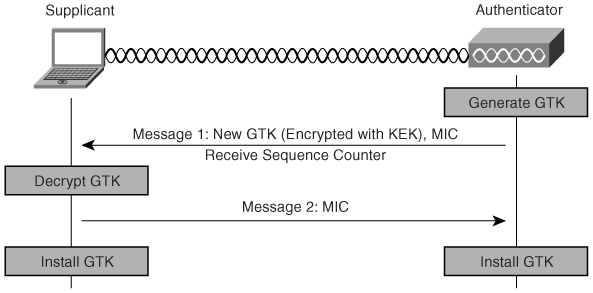 Supplicant
Authenticator
Generate GTK
Message 1: New GTK (Encrypted with KEK), MIC
Receive Sequence Counter
Decrypt GTK
Message 2: MIC
Install GTK
Install GTK